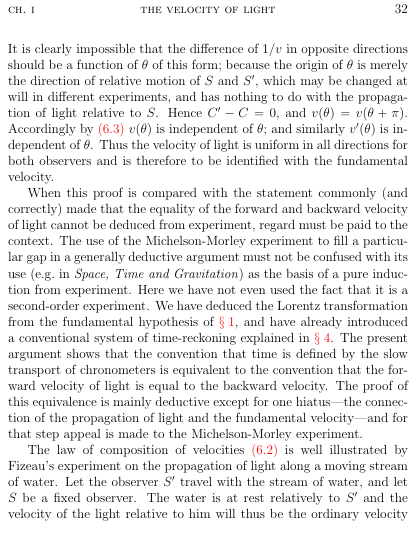 CH. I THE VELOCITY OF LIGHT 32
It is clearly impossible that the difference of 1/v in opposite directions
should be a function of θ of this form; because the origin of θ is merely
the direction of relative motion of S and S′, which may be changed at
will in different experiments, and has nothing to do with the propaga-
tion of light relative to S. Hence C′ − C = 0, and v(θ) = v(θ + π).
Accordingly by (6.3) v(θ) is independent of θ; and similarly v′(θ) is in-
dependent of θ. Thus the velocity of light is uniform in all directions for
both observers and is therefore to be identified with the fundamental
velocity.
When this proof is compared with the statement commonly (and
correctly) made that the equality of the forward and backward velocity
of light cannot be deduced from experiment, regard must be paid to the
context. The use of the Michelson-Morley experiment to fill a particu-
lar gap in a generally deductive argument must not be confused with its
use (e.g. in Space, Time and Gravitation) as the basis of a pure induc-
tion from experiment. Here we have not even used the fact that it is a
second-order experiment. We have deduced the Lorentz transformation
from the fundamental hypothesis of § 1, and have already introduced
a conventional system of time-reckoning explained in § 4. The present
argument shows that the convention that time is defined by the slow
transport of chronometers is equivalent to the convention that the for-
ward velocity of light is equal to the backward velocity. The proof of
this equivalence is mainly deductive except for one hiatus—the connec-
tion of the propagation of light and the fundamental velocity—and for
that step appeal is made to the Michelson-Morley experiment.
The law of composition of velocities (6.2) is well illustrated by
Fizeau's experiment on the propagation of light along a moving stream
of water. Let the observer S′ travel with the stream of water, and let
S be a fixed observer. The water is at rest relatively to S′ and the
velocity of the light relative to him will thus be the ordinary velocity